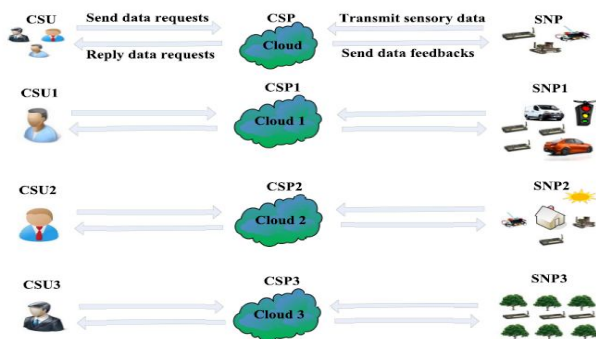 CSU Send data requests CSP Transmit sensory data SNP
Reply data requests Cloud Send data feedbacks
CSU1 CSP1 SNP1
Cloud 1
CSU2 CSP2 SNP2
Cloud 2
CSU3 CSP3 SNP3
Cloud 3